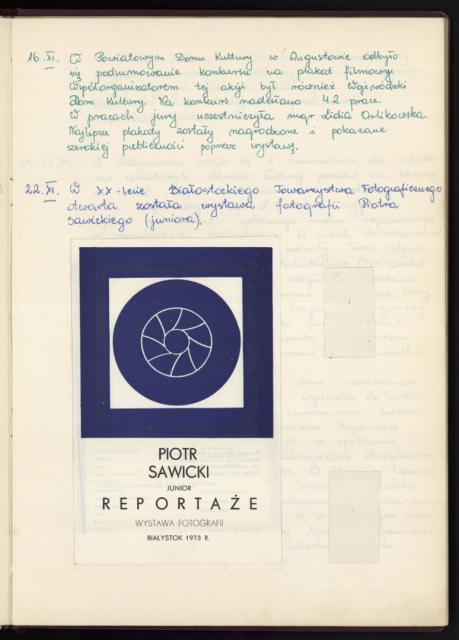 16. XI. W Powiatowym Domu Kultury w Augustowie odbyło
się podsumowanie konkursu na plakat filmowy.
Współorganizatorem tej akcji był również Wojewódzki
Dom Kultury. Na konkurs nadesłano 42 prace.
W pracach jury uczestniczyła mgr Lidia Orlikowska.
Najlepsze plakaty zostały nagrodzone i pokazane
szerokiej publiczności poprzez wystawę.
22. XI. W XX-lecie Białostockiego Towarzystwa Fotograficznego
otwarta została wystawa fotografii Piotra
Sawickiego (juniora).
PIOTR
SAWICKI
JUNIOR
REPORTAŻE
WYSTAWA FOTOGRAFII
BIAŁYSTOK 1973 R.